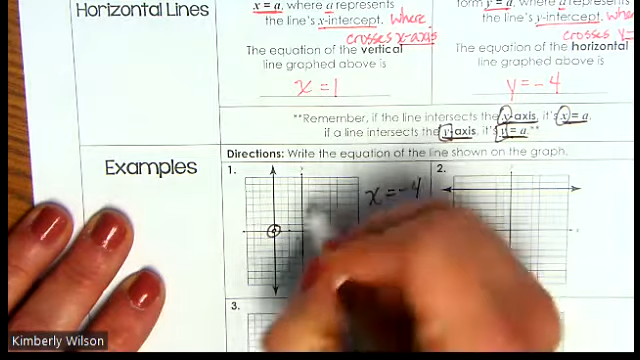 Horizontal Lines
x = a, where a represents
the line's x-intercept. where
crosses x-axis
The equation of the vertical
line graphed above is
x = 1
form y = a, where a represents
the line's y-intercept. where
crosses y=
The equation of the horizontal
line graphed above is
y = -4
**Remember, if the line intersects the x-axis, it's x = a.
if a line intersects the y-axis, it's y = a.**
Examples
Directions: Write the equation of the line shown on the graph.
1.
x = -4
2.
3.
Kimberly Wilson